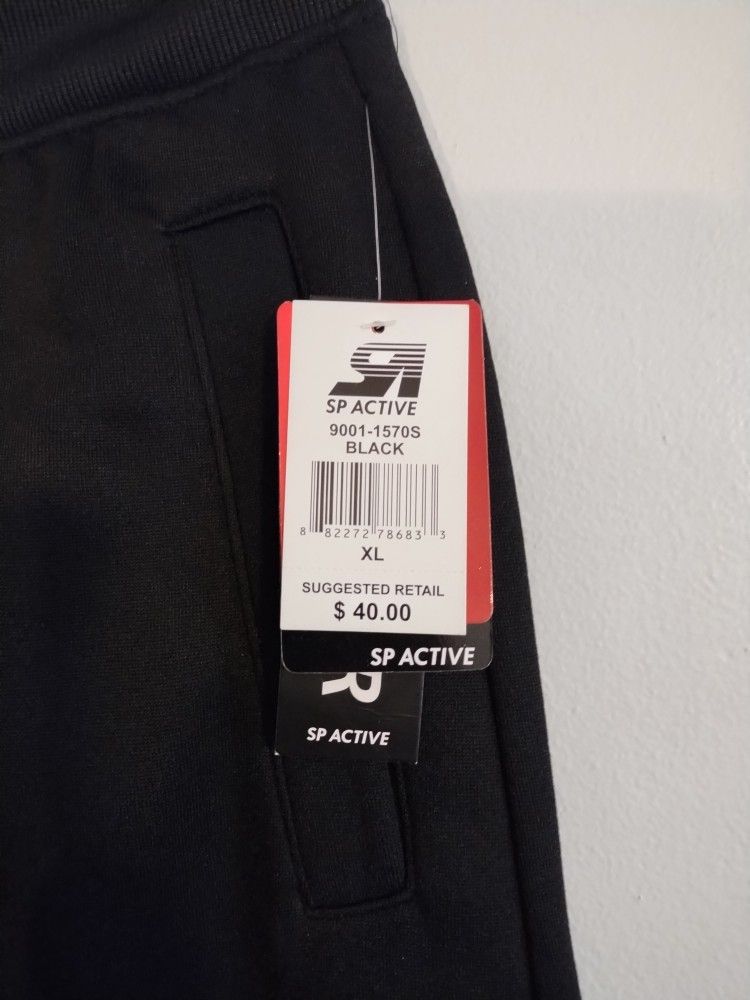 SP ACTIVE
9001-1570S
BLACK
8 82272 78683 3
XL
SUGGESTED RETAIL
$ 40.00
SP ACTIVE
R
SP ACTIVE